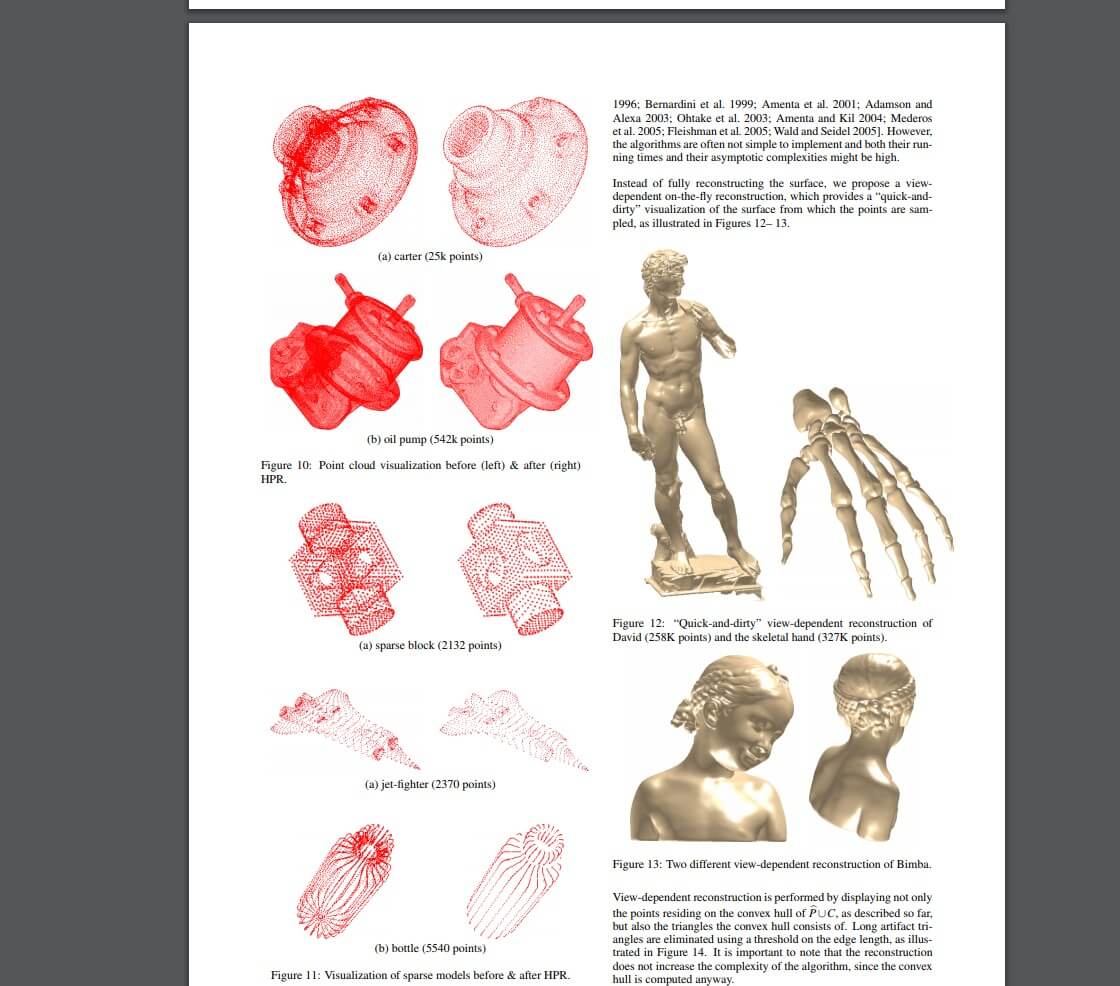 (a) carter (25k points)
(b) oil pump (542k points)
Figure 10: Point cloud visualization before (left) & after (right)
HPR.
(a) sparse block (2132 points)
(a) jet-fighter (2370 points)
(b) bottle (5540 points)
Figure 11: Visualization of sparse models before & after HPR.
1996; Bernardini et al. 1999; Amenta et al. 2001; Adamson and
Alexa 2003; Ohtake et al. 2003; Amenta and Kil 2004; Mederos
et al. 2005; Fleishman et al. 2005; Wald and Seidel 2005]. However,
the algorithms are often not simple to implement and both their run-
ning times and their asymptotic complexities might be high.
Instead of fully reconstructing the surface, we propose a view-
dependent on-the-fly reconstruction, which provides a “quick-and-
dirty” visualization of the surface from which the points are sam-
pled, as illustrated in Figures 12– 13.
Figure 12: “Quick-and-dirty” view-dependent reconstruction of
David (258K points) and the skeletal hand (327K points).
Figure 13: Two different view-dependent reconstruction of Bimba.
View-dependent reconstruction is performed by displaying not only
the points residing on the convex hull of P̂ ∪ C, as described so far,
but also the triangles the convex hull consists of. Long artifact tri-
angles are eliminated using a threshold on the edge length, as illus-
trated in Figure 14. It is important to note that the reconstruction
does not increase the complexity of the algorithm, since the convex
hull is computed anyway.